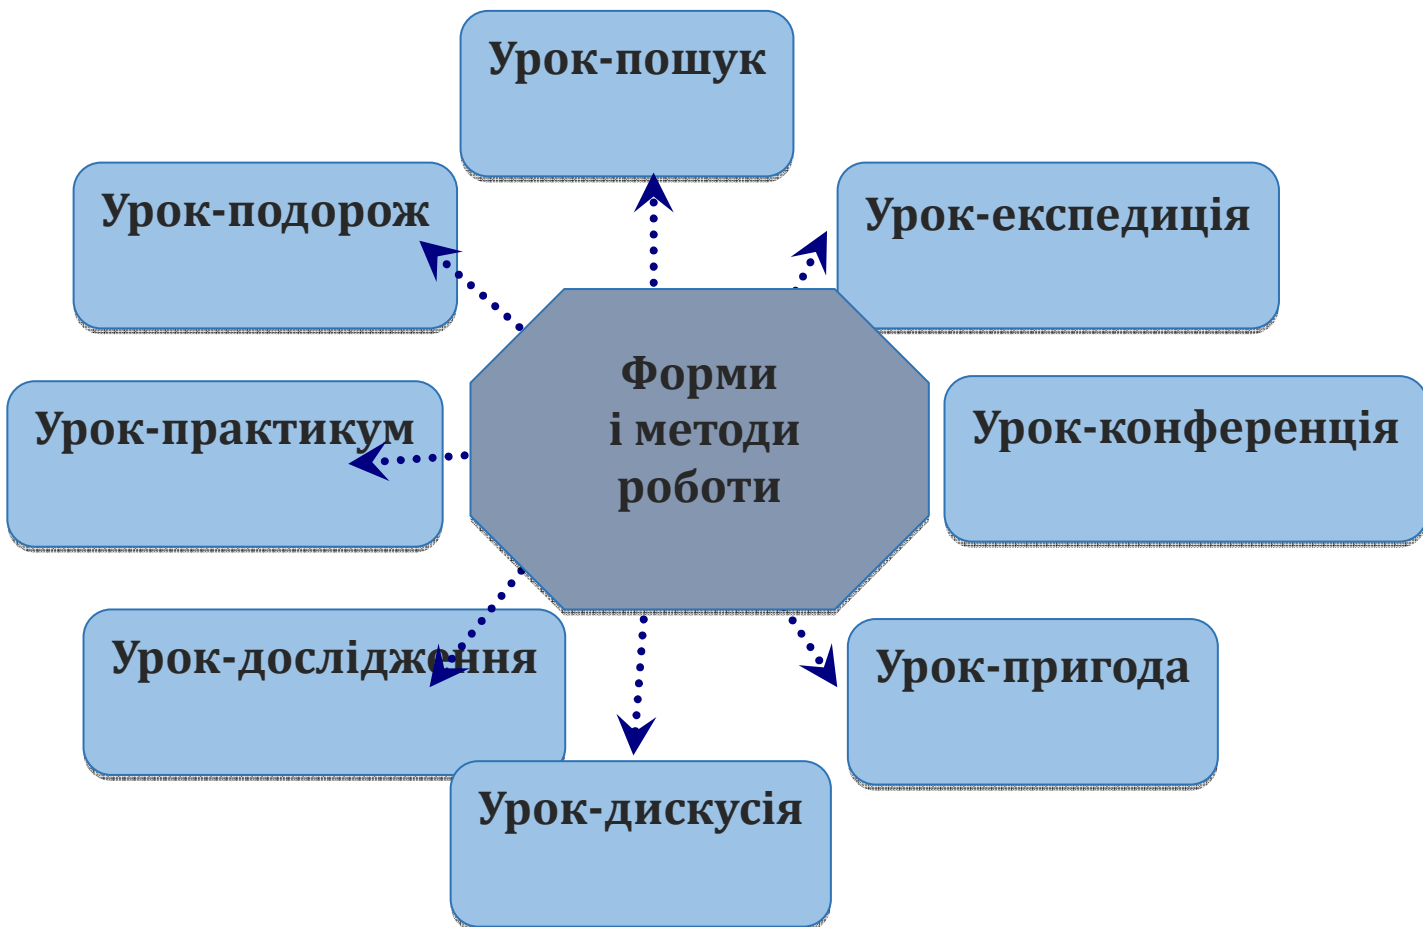 Урок-пошук
Урок-подорож
Урок-експедиція
Форми
і методи
роботи
Урок-практикум
Урок-конференція
Урок-дослідження
Урок-пригода
Урок-дискусія